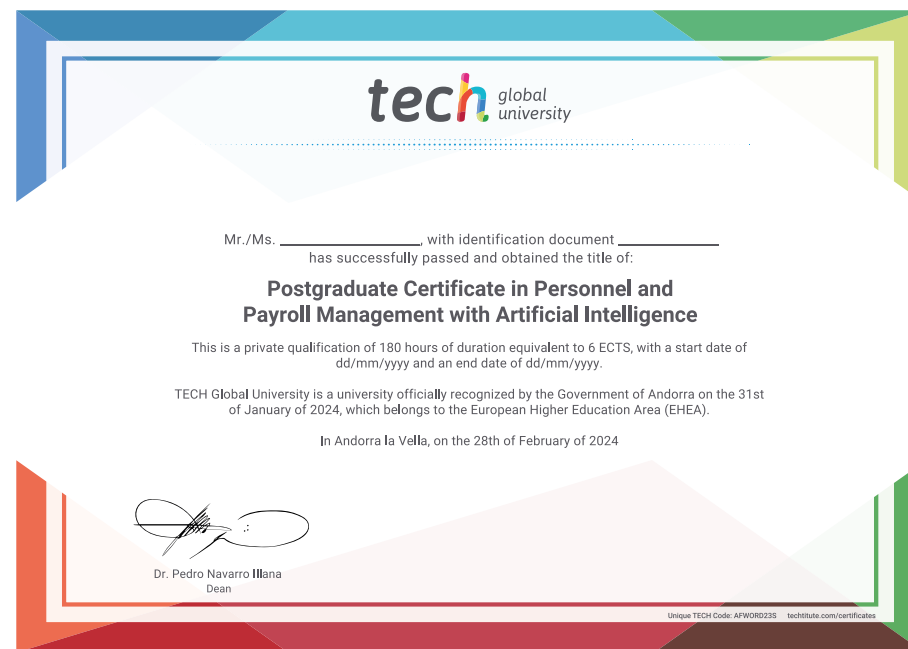 tech global
university
Mr./Ms. ____________________, with identification document ______________
has successfully passed and obtained the title of:
Postgraduate Certificate in Personnel and
Payroll Management with Artificial Intelligence
This is a private qualification of 180 hours of duration equivalent to 6 ECTS, with a start date of
dd/mm/yyyy and an end date of dd/mm/yyyy.
TECH Global University is a university officially recognized by the Government of Andorra on the 31st
of January of 2024, which belongs to the European Higher Education Area (EHEA).
In Andorra la Vella, on the 28th of February of 2024
Dr. Pedro Navarro Illana
Dean
Unique TECH Code: AFWORD23S techtitute.com/certificates